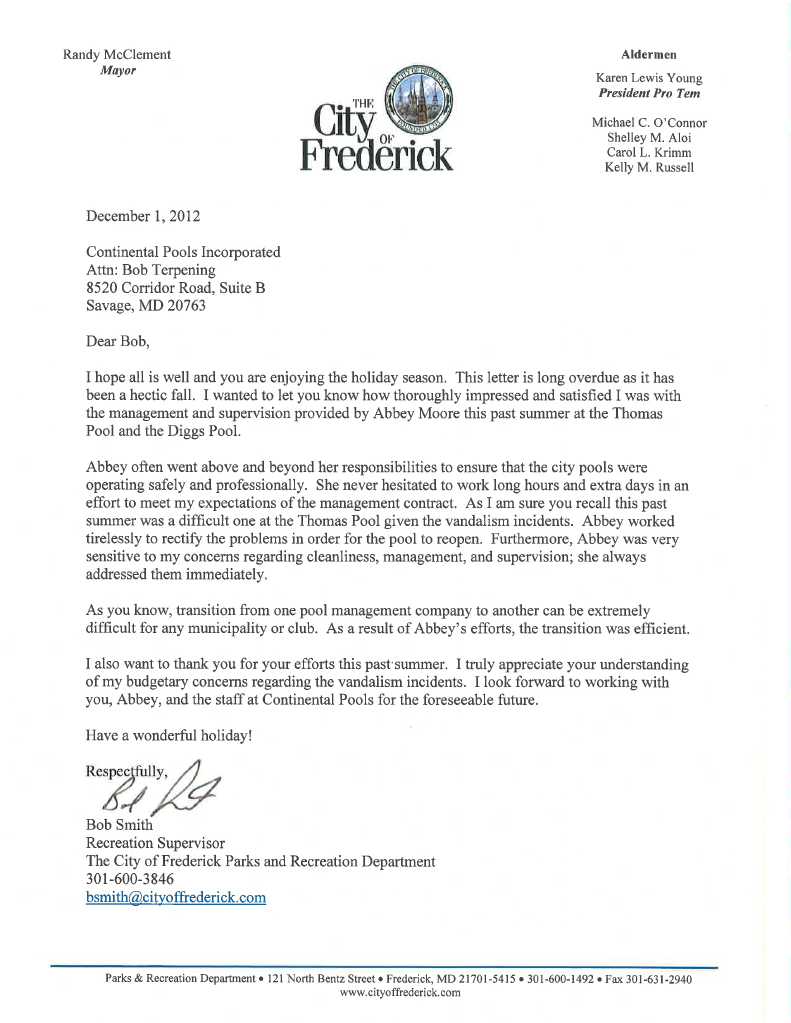 Randy McClement
Mayor
THE
City
OF
Frederick
Aldermen
Karen Lewis Young
President Pro Tem
Michael C. O'Connor
Shelley M. Aloi
Carol L. Krimm
Kelly M. Russell
December 1, 2012
Continental Pools Incorporated
Attn: Bob Terpening
8520 Corridor Road, Suite B
Savage, MD 20763
Dear Bob,
I hope all is well and you are enjoying the holiday season. This letter is long overdue as it has
been a hectic fall. I wanted to let you know how thoroughly impressed and satisfied I was with
the management and supervision provided by Abbey Moore this past summer at the Thomas
Pool and the Diggs Pool.
Abbey often went above and beyond her responsibilities to ensure that the city pools were
operating safely and professionally. She never hesitated to work long hours and extra days in an
effort to meet my expectations of the management contract. As I am sure you recall this past
summer was a difficult one at the Thomas Pool given the vandalism incidents. Abbey worked
tirelessly to rectify the problems in order for the pool to reopen. Furthermore, Abbey was very
sensitive to my concerns regarding cleanliness, management, and supervision; she always
addressed them immediately.
As you know, transition from one pool management company to another can be extremely
difficult for any municipality or club. As a result of Abbey's efforts, the transition was efficient.
I also want to thank you for your efforts this past summer. I truly appreciate your understanding
of my budgetary concerns regarding the vandalism incidents. I look forward to working with
you, Abbey, and the staff at Continental Pools for the foreseeable future.
Have a wonderful holiday!
Respectfully,
Bob Smith
Recreation Supervisor
The City of Frederick Parks and Recreation Department
301-600-3846
bsmith@cityoffrederick.com
Parks & Recreation Department • 121 North Bentz Street • Frederick, MD 21701-5415 • 301-600-1492 • Fax 301-631-2940
www.cityoffrederick.com